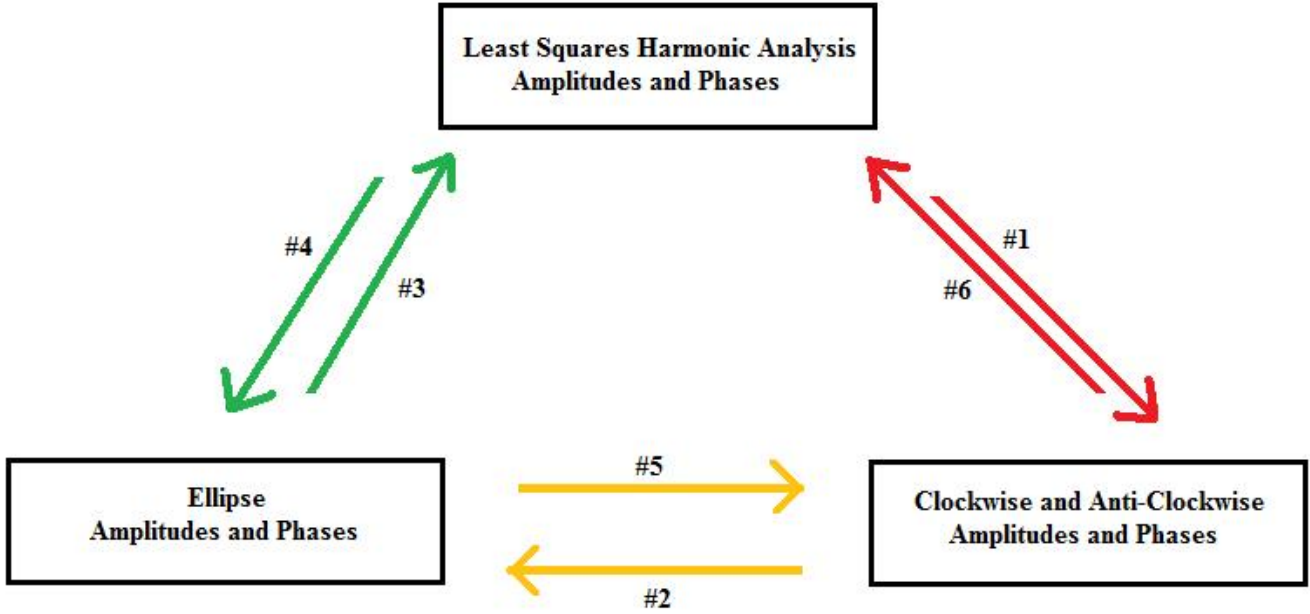 Least Squares Harmonic Analysis
Amplitudes and Phases
#4
#3
#1
#6
Ellipse
Amplitudes and Phases
#5
#2
Clockwise and Anti-Clockwise
Amplitudes and Phases